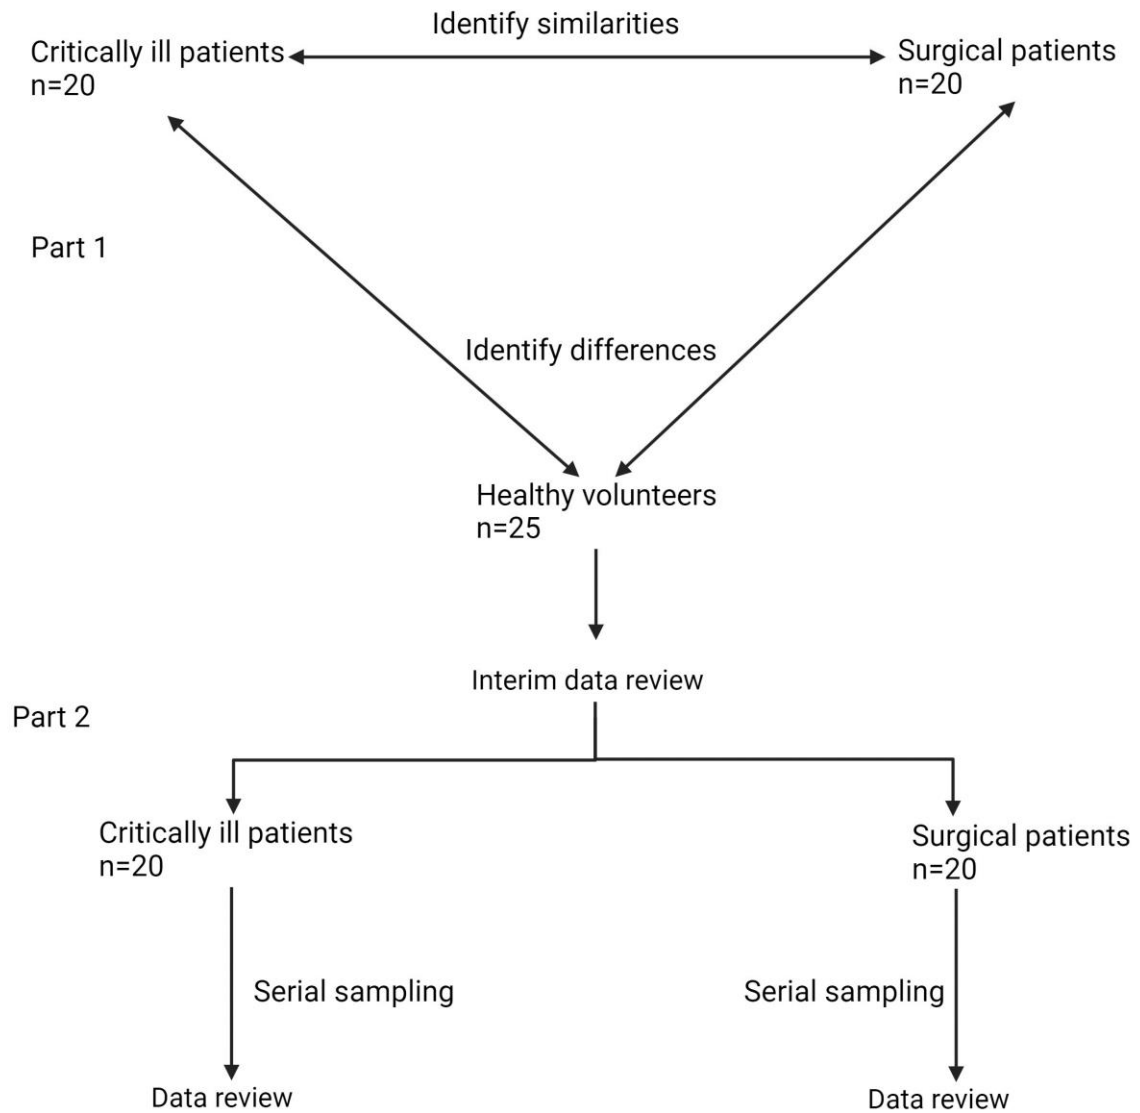 Identify similarities
Critically ill patients
n=20
Surgical patients
n=20
Part 1
Identify differences
Healthy volunteers
n=25
Interim data review
Part 2
Critically ill patients
n=20
Surgical patients
n=20
Serial sampling
Serial sampling
Data review
Data review